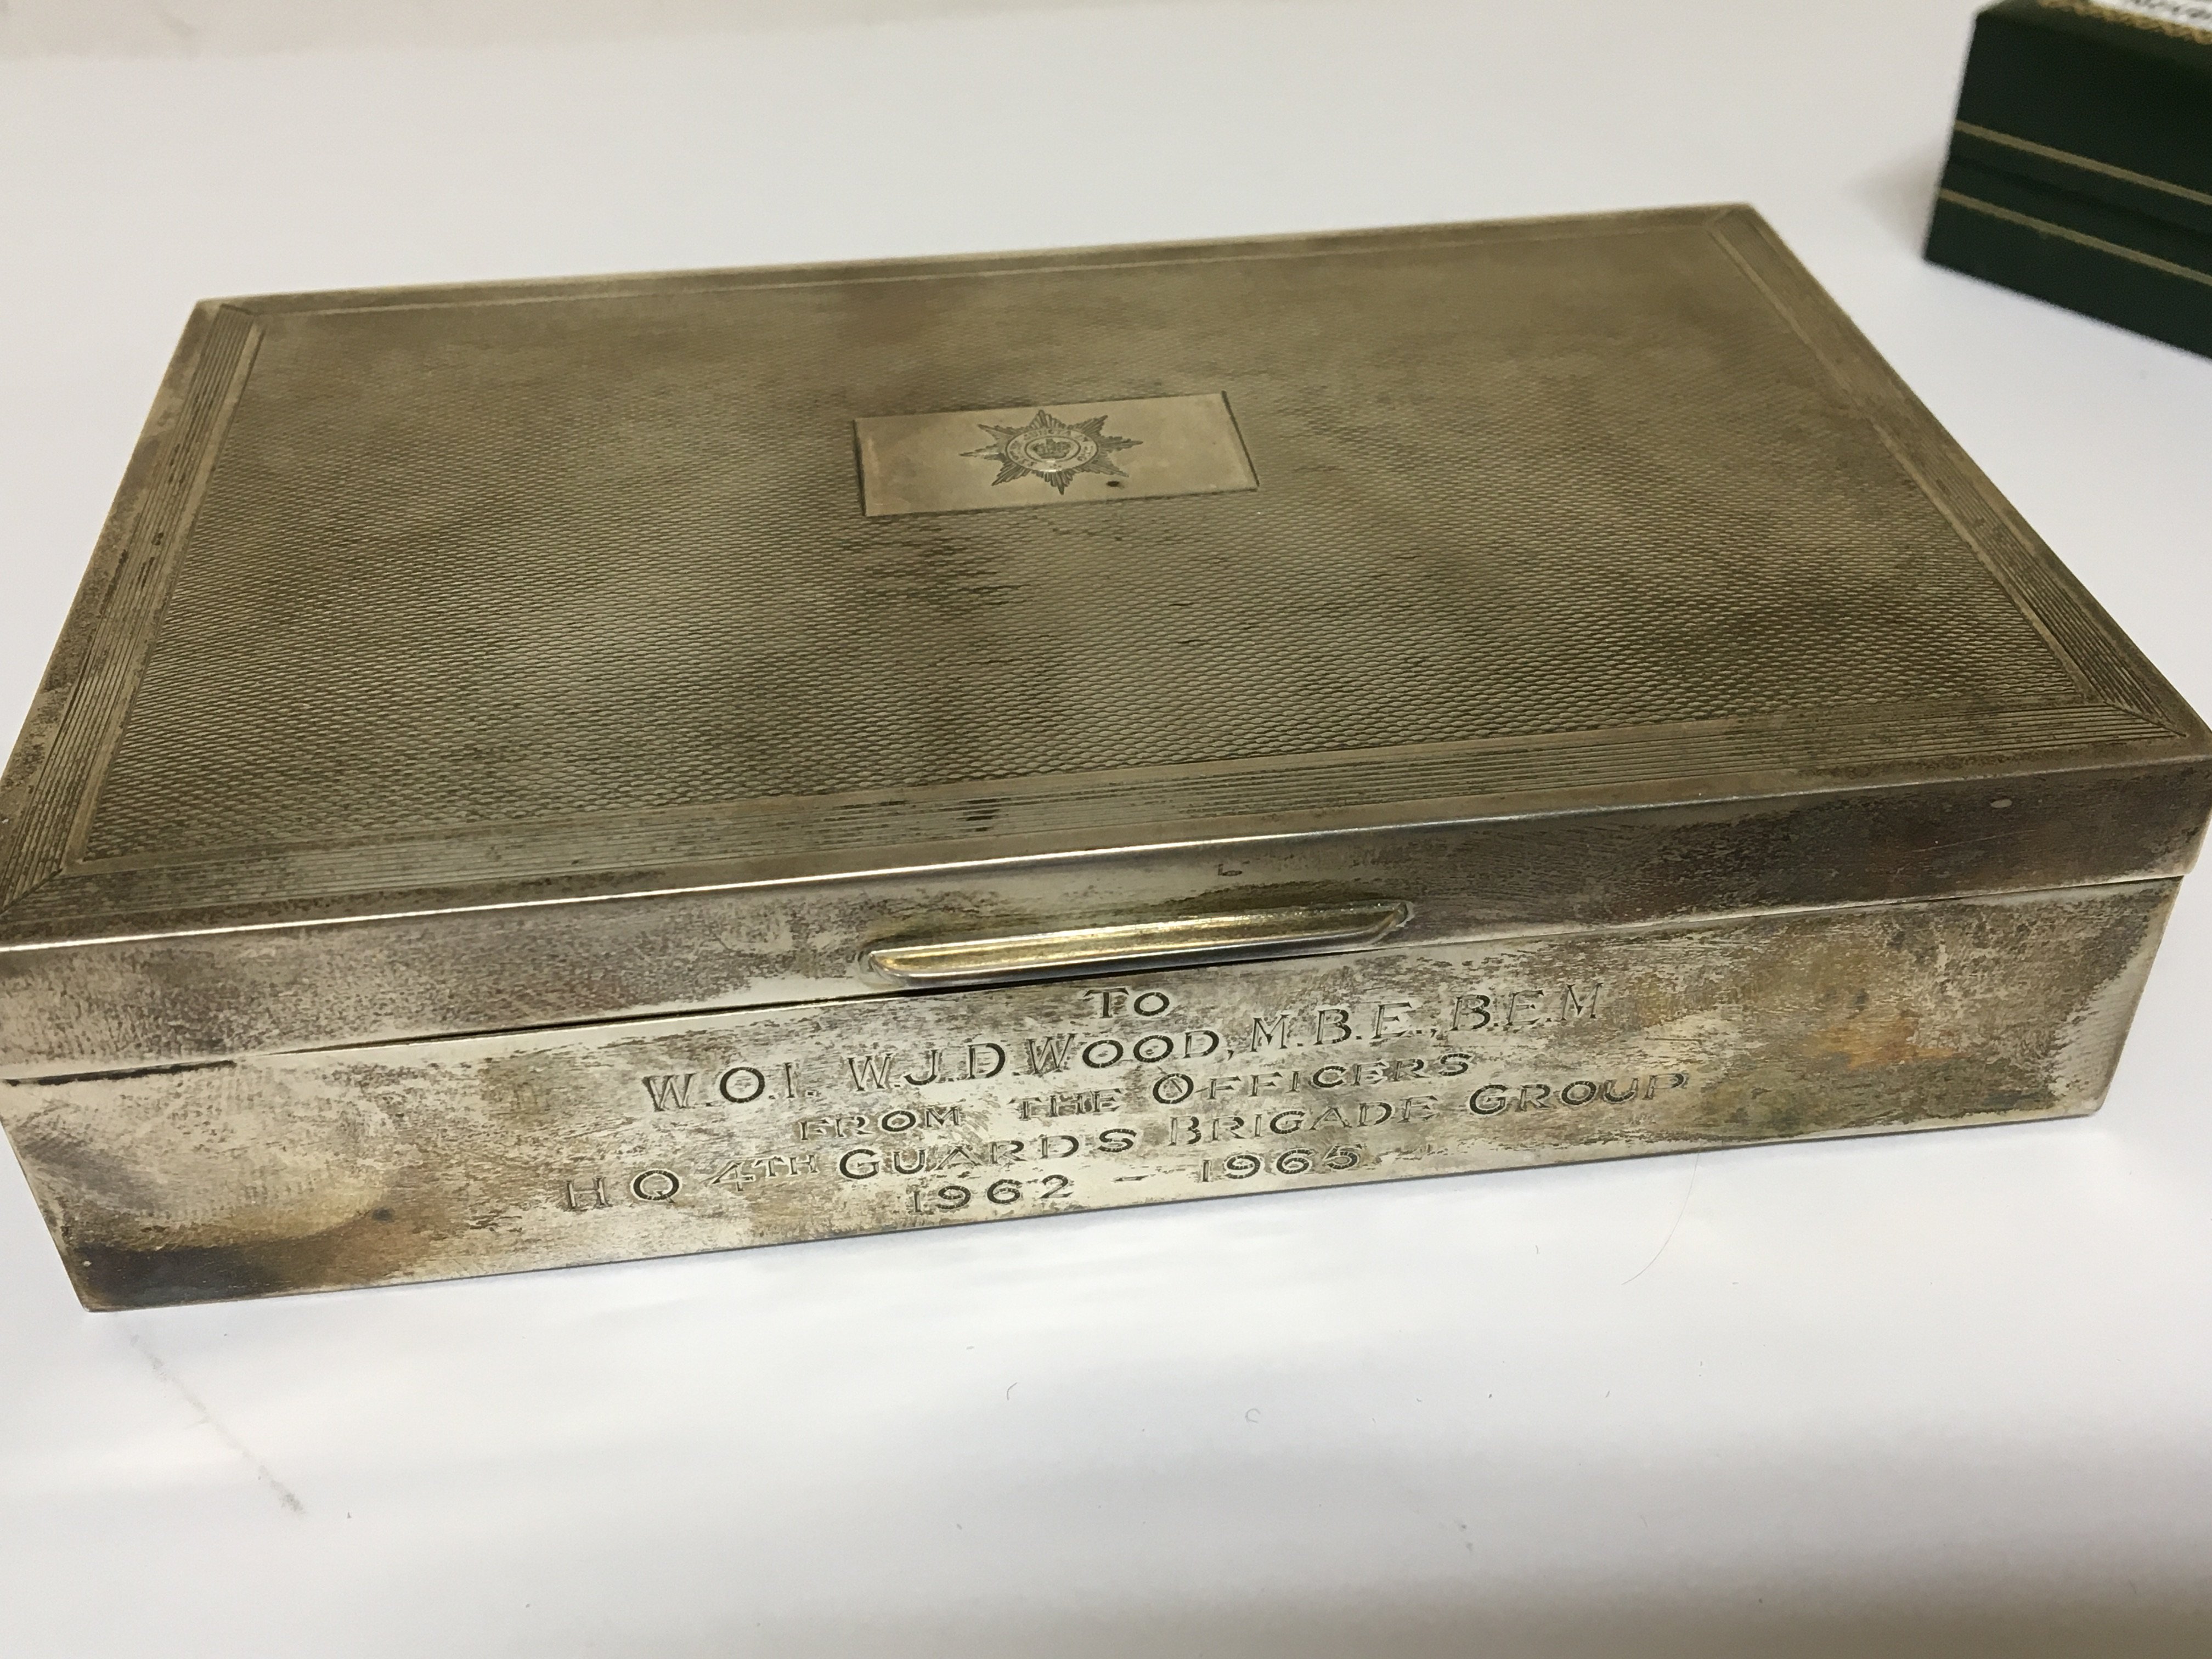 TO
W.O.I. W.J.D. WOOD, M.B.E., B.E.M
FROM THE OFFICERS
HQ 4TH GUARDS BRIGADE GROUP
1962 - 1965